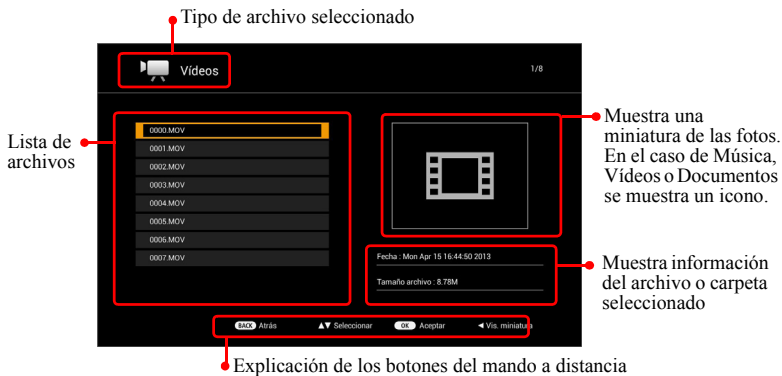 Tipo de archivo seleccionado
Vídeos
1/8
Lista de
archivos
0000.MOV
0001.MOV
0002.MOV
0003.MOV
0004.MOV
0005.MOV
0006.MOV
0007.MOV
Muestra una
miniatura de las fotos.
En el caso de Música,
Vídeos o Documentos
se muestra un icono.
Fecha : Mon Apr 15 16:44:50 2013
Tamaño archivo : 8.78M
Muestra información
del archivo o carpeta
seleccionado
BACK Atrás ▲▼ Seleccionar OK Aceptar ◄ Vis. miniatura
Explicación de los botones del mando a distancia